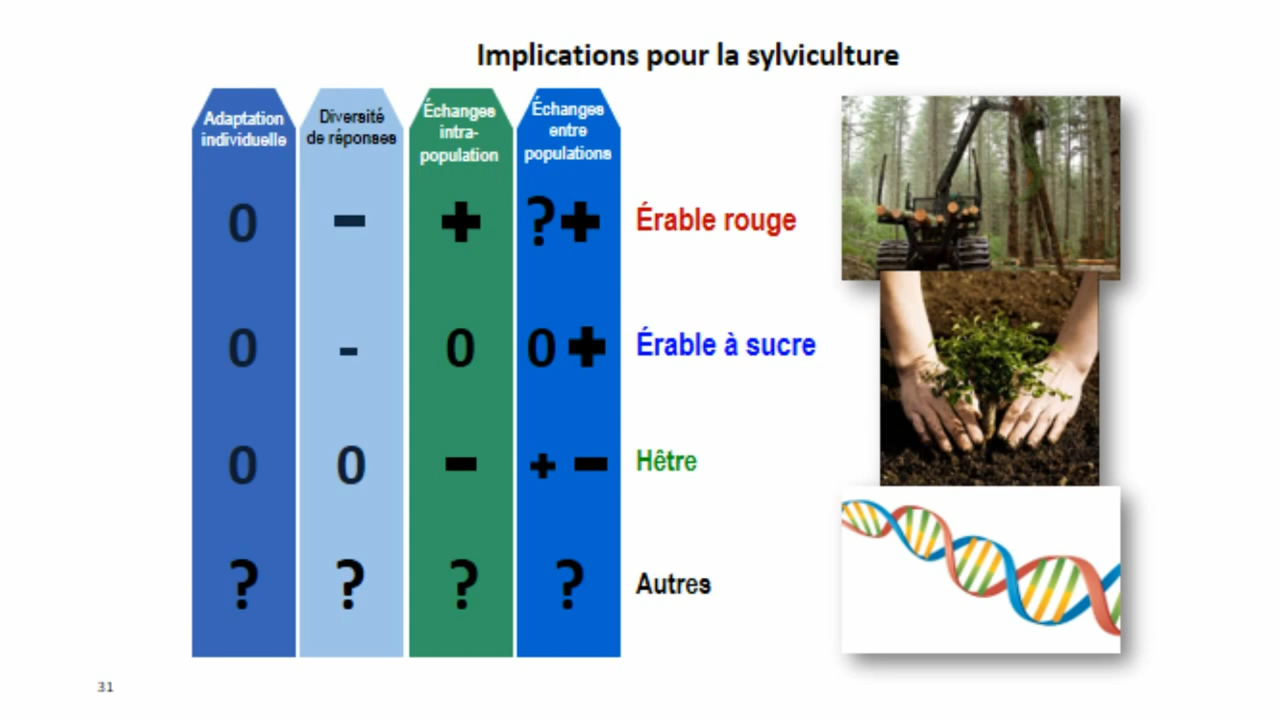 Implications pour la sylviculture
Adaptation
individuelle
Diversité
de réponses
Échanges
intra-
population
Échanges
entre
populations
0 - + ?+ Érable rouge
0 - 0 0 + Érable à sucre
0 0 - + - Hêtre
? ? ? ? Autres
31